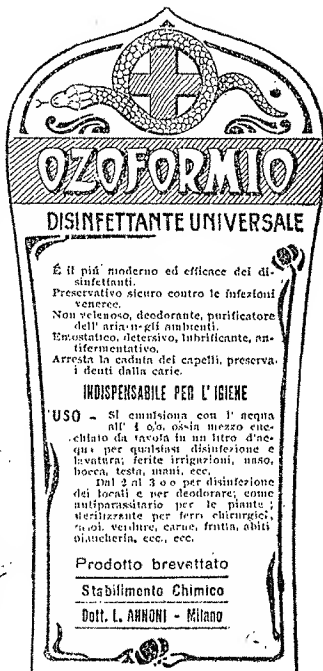 OZOFORMIO
DISINFETTANTE UNIVERSALE
É il piú moderno ed efficace dei di-
sinfettanti.
Preservativo sicuro contro le infezioni
veneree.
Non velenoso, deodorante, purificatore
dell' aria negli ambienti.
Emostatico, detersivo, lubrificante, an-
tifermentativo.
Arresta la caduta dei capelli, preserva
i denti dalla carie.
INDISPENSABILE PER L' IGIENE
USO - Si emulsiona con l' acqua
all' 1 o/o, ossia mezzo cuc-
chiaio da tavola in un litro d'ac-
qua per qualsiasi disinfezione e
lavatura; ferite irrigazioni, naso,
bocca, testa, mani, ecc.
Dal 2 al 3 o o per disinfezione
dei locali e per deodorare; come
antiparassitario per le piante;
sterilizzante per ferri chirurgici,
verdure, carne, frutta, abiti
biancheria, ecc., ecc.
Prodotto brevettato
Stabilimento Chimico
Dott. L. ANNONI - Milano